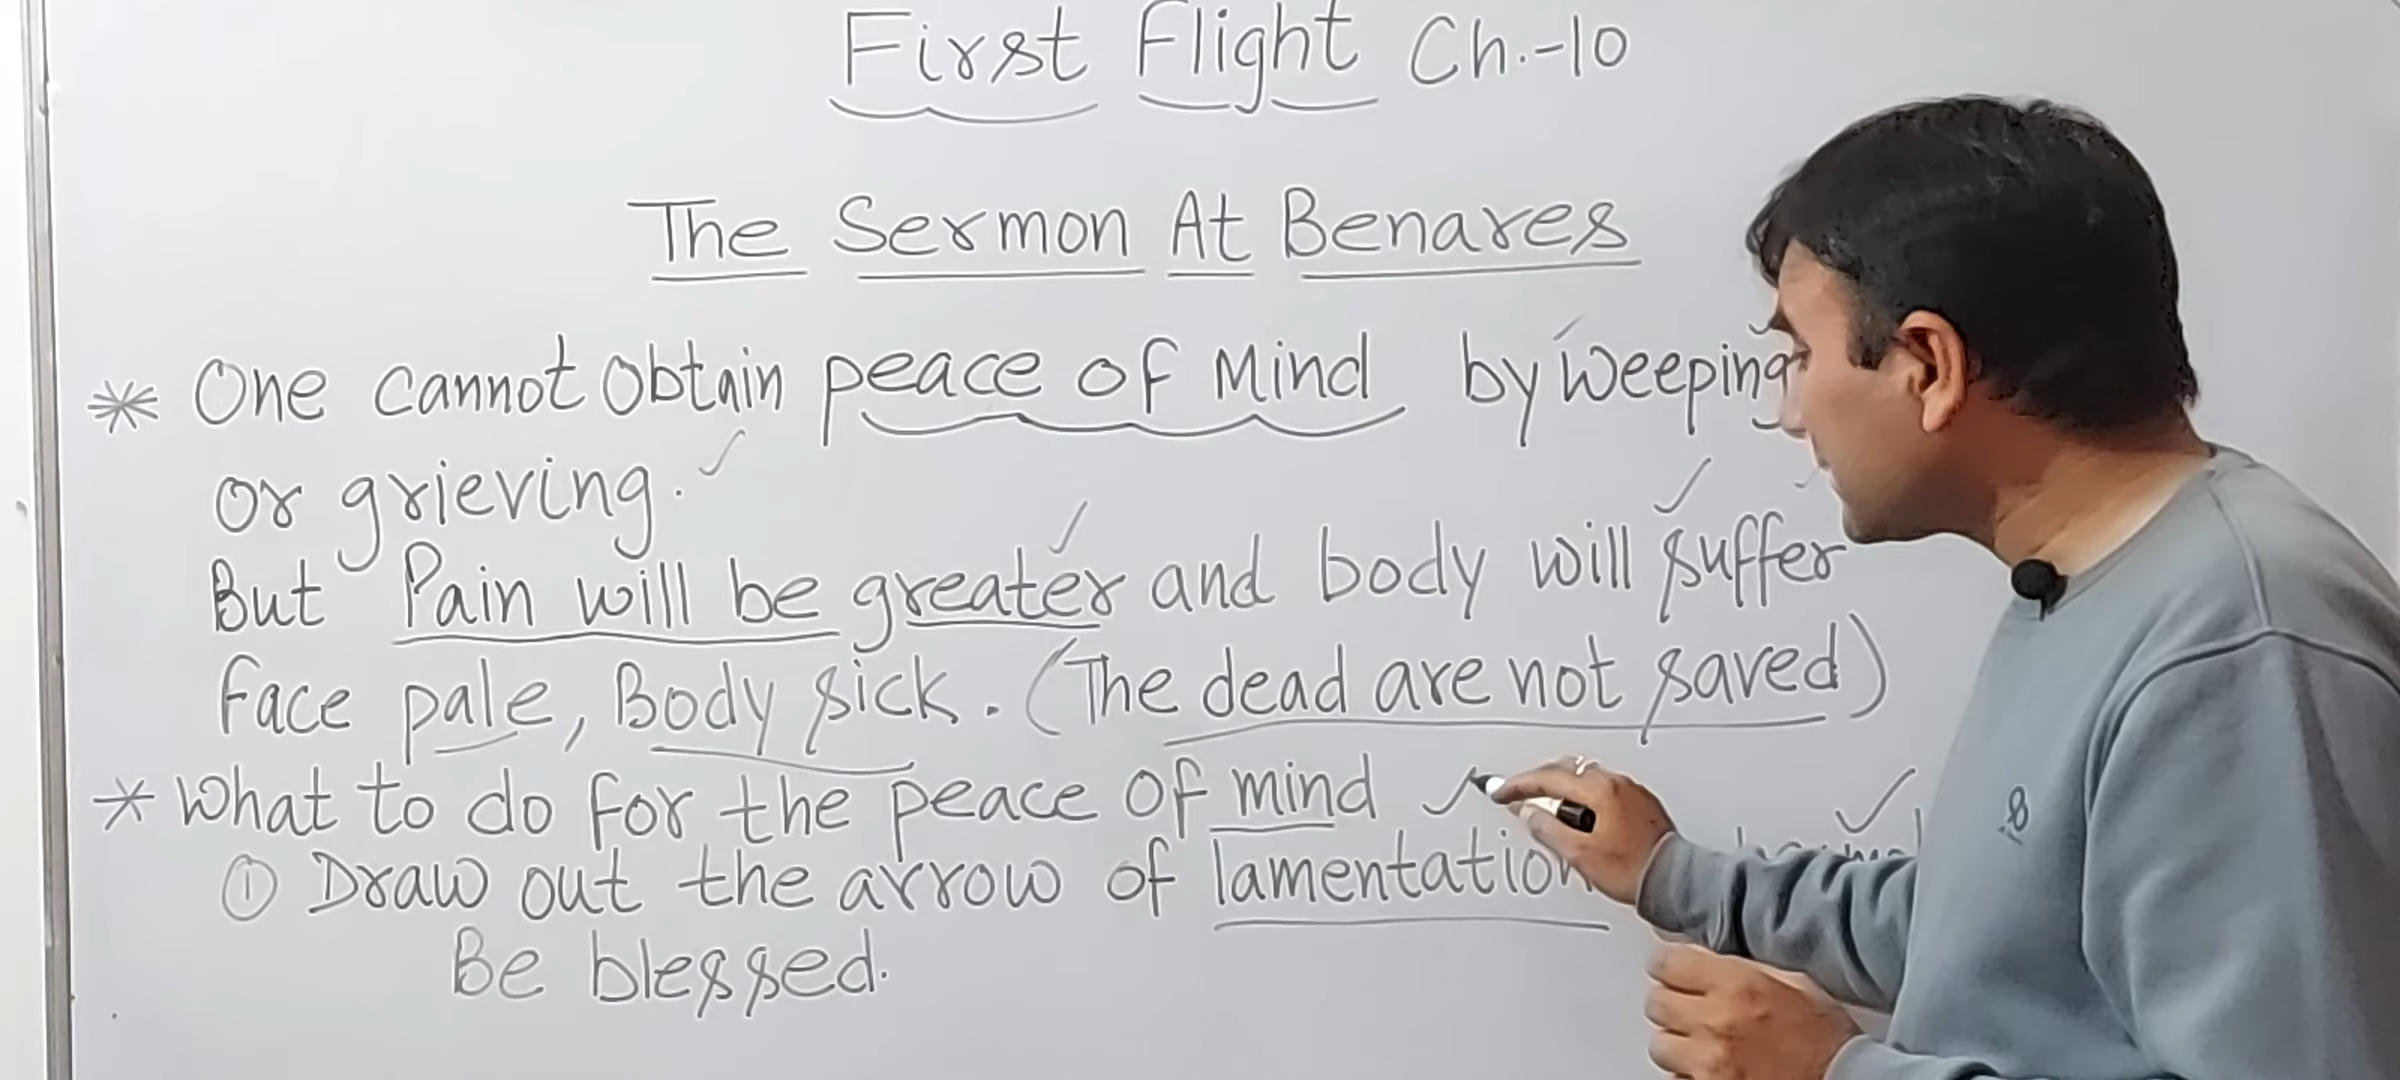 First Flight Ch.-10
The Sermon At Benares
* One cannot Obtain peace of Mind by weeping
or grieving.
But Pain will be greater and body will suffer
Face pale, Body sick. (The dead are not saved)
* What to do for the peace of mind
① Draw out the arrow of lamentation
Be blessed.